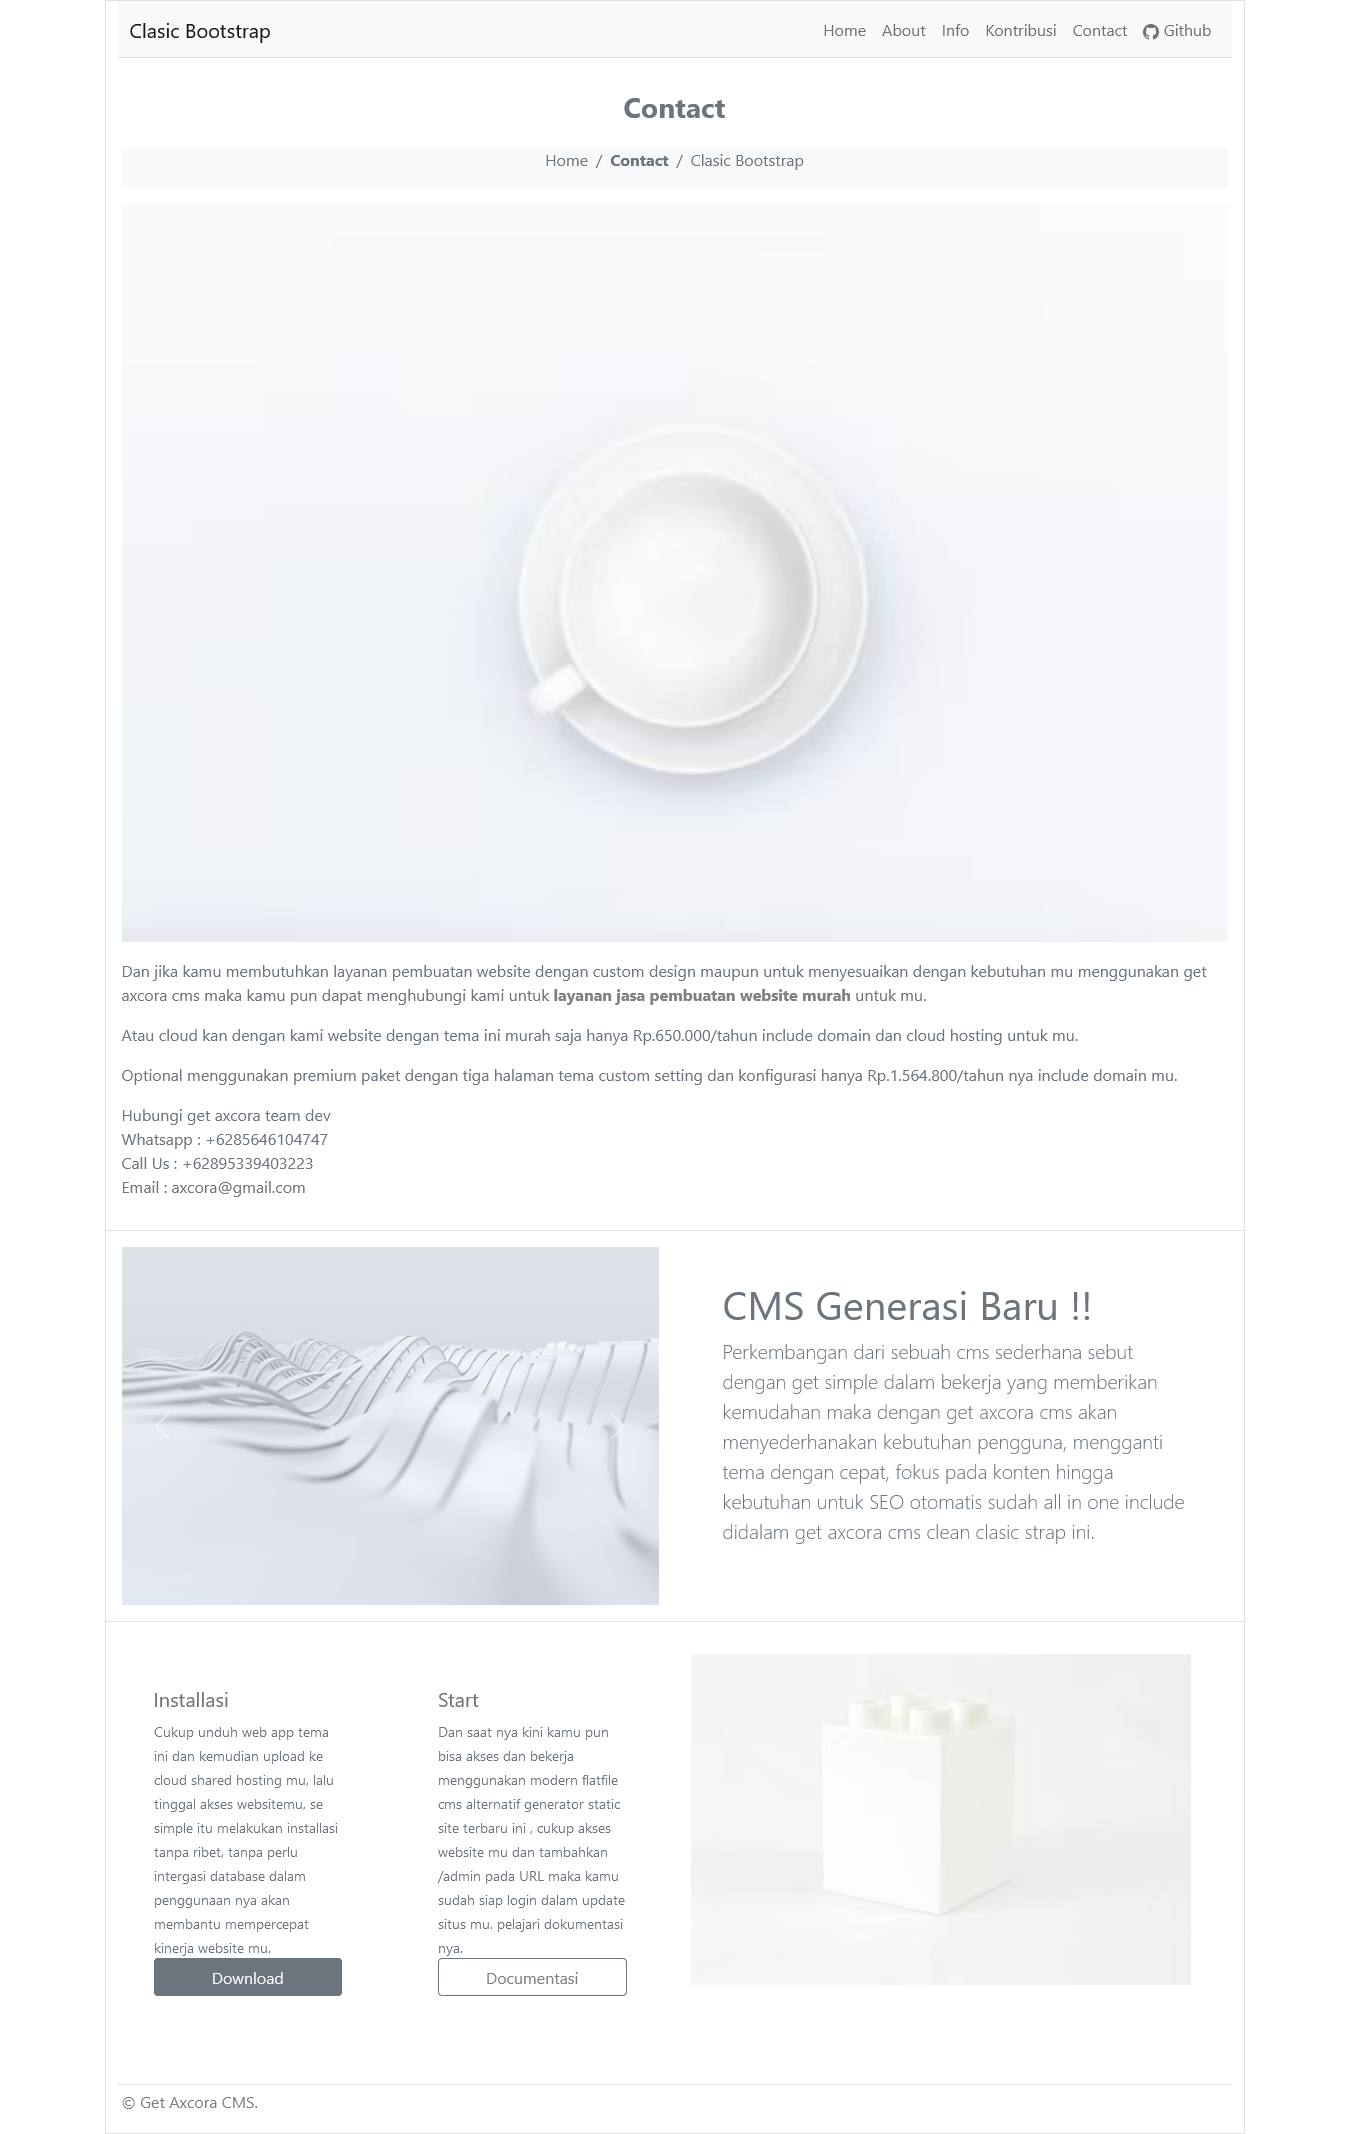 Clasic Bootstrap
Home About Info Kontribusi Contact Github
Contact
Home / Contact / Clasic Bootstrap
Dan jika kamu membutuhkan layanan pembuatan website dengan custom design maupun untuk menyesuaikan dengan kebutuhan mu menggunakan get
axcora cms maka kamu pun dapat menghubungi kami untuk layanan jasa pembuatan website murah untuk mu.
Atau cloud kan dengan kami website dengan tema ini murah saja hanya Rp.650.000/tahun include domain dan cloud hosting untuk mu.
Optional menggunakan premium paket dengan tiga halaman tema custom setting dan konfigurasi hanya Rp.1.564.800/tahun nya include domain mu.
Hubungi get axcora team dev
Whatsapp : +6285646104747
Call Us : +62895339403223
Email : axcora@gmail.com
CMS Generasi Baru !!
Perkembangan dari sebuah cms sederhana sebut
dengan get simple dalam bekerja yang memberikan
kemudahan maka dengan get axcora cms akan
menyederhanakan kebutuhan pengguna, mengganti
tema dengan cepat, fokus pada konten hingga
kebutuhan untuk SEO otomatis sudah all in one include
didalam get axcora cms clean clasic strap ini.
Installasi
Cukup unduh web app tema
ini dan kemudian upload ke
cloud shared hosting mu, lalu
tinggal akses websitemu, se
simple itu melakukan installasi
tanpa ribet, tanpa perlu
intergasi database dalam
penggunaan nya akan
membantu mempercepat
kinerja website mu.
Download
Start
Dan saat nya kini kamu pun
bisa akses dan bekerja
menggunakan modern flatfile
cms alternatif generator static
site terbaru ini , cukup akses
website mu dan tambahkan
/admin pada URL maka kamu
sudah siap login dalam update
situs mu. pelajari dokumentasi
nya.
Documentasi
© Get Axcora CMS.